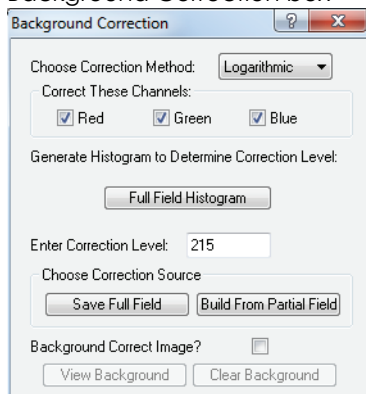 Background Correction
Choose Correction Method: Logarithmic
Correct These Channels:
Red Green Blue
Generate Histogram to Determine Correction Level:
Full Field Histogram
Enter Correction Level: 215
Choose Correction Source
Save Full Field Build From Partial Field
Background Correct Image?
View Background Clear Background